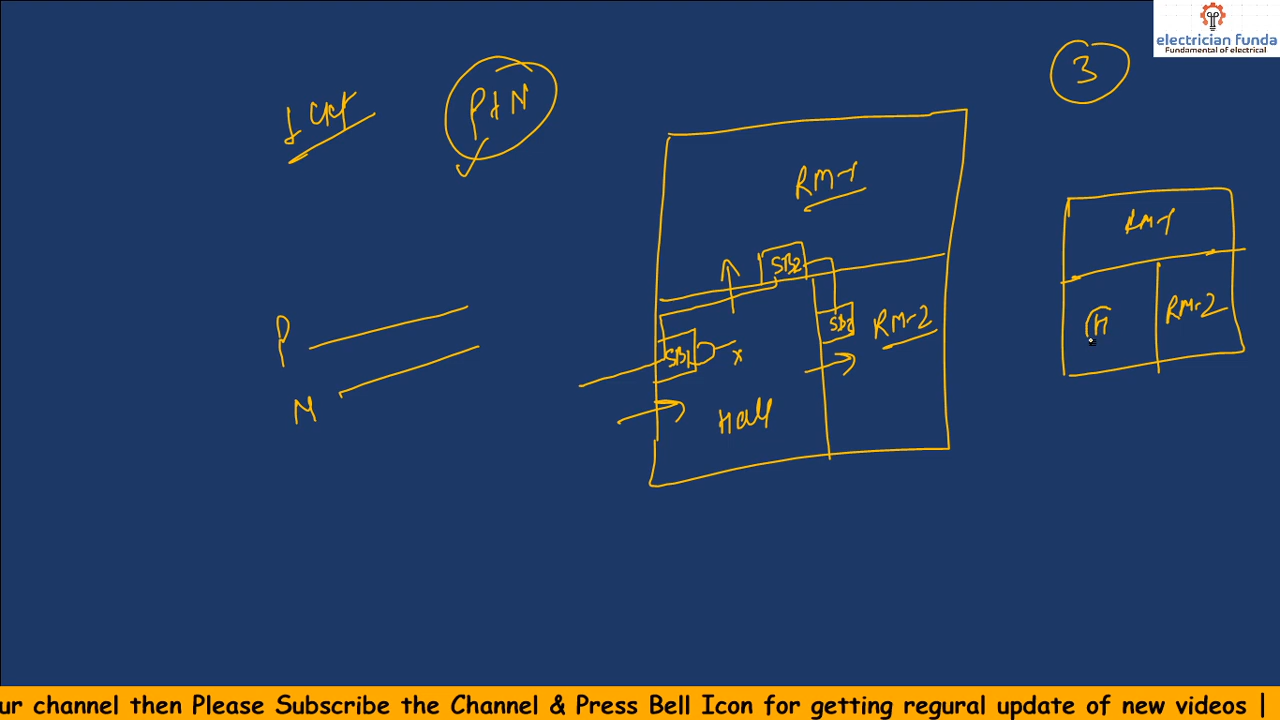 electrician funda
Fundamental of electrical
3
1 ckt
P+N
RM-1
SB2
SB1
SB3
RM-2
Hall
P
N
RM-1
H
RM-2
ur channel then Please Subscribe the Channel & Press Bell Icon for getting regural update of new videos |